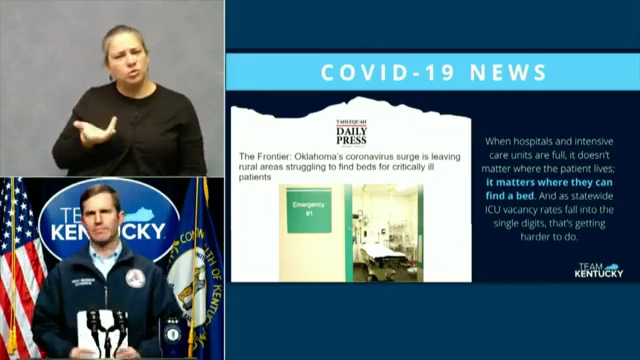 COVID-19 NEWS
TAHLEQUAH
DAILY
PRESS
The Frontier: Oklahoma's coronavirus surge is leaving
rural areas struggling to find beds for critically ill
patients
Emergency
#1
When hospitals and intensive
care units are full, it doesn't
matter where the patient lives;
it matters where they can
find a bed. And as statewide
ICU vacancy rates fall into the
single digits, that's getting
harder to do.
TEAM
KENTUCKY
TEAM
KENTUCKY